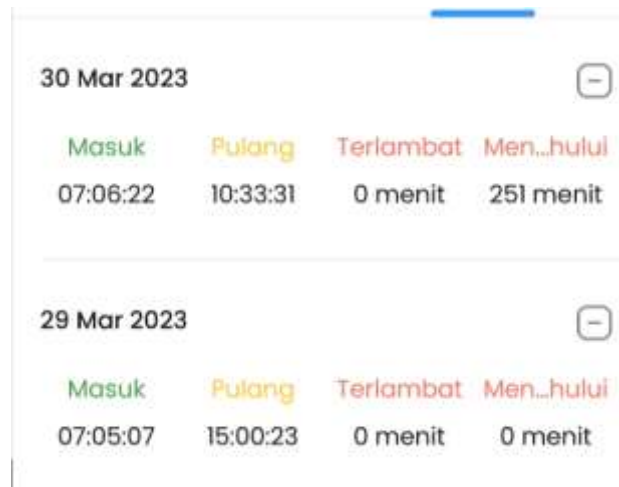 30 Mar 2023
Masuk Pulang Terlambat Men...hului
07:06:22 10:33:31 0 menit 251 menit
29 Mar 2023
Masuk Pulang Terlambat Men...hului
07:05:07 15:00:23 0 menit 0 menit